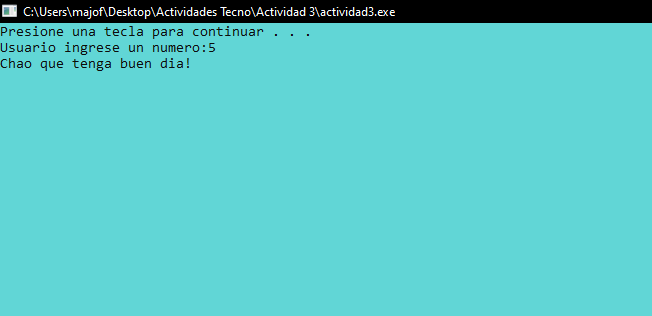 C:\Users\majof\Desktop\Actividades Tecno\Actividad 3\actividad3.exe
Presione una tecla para continuar . . .
Usuario ingrese un numero:5
Chao que tenga buen dia!